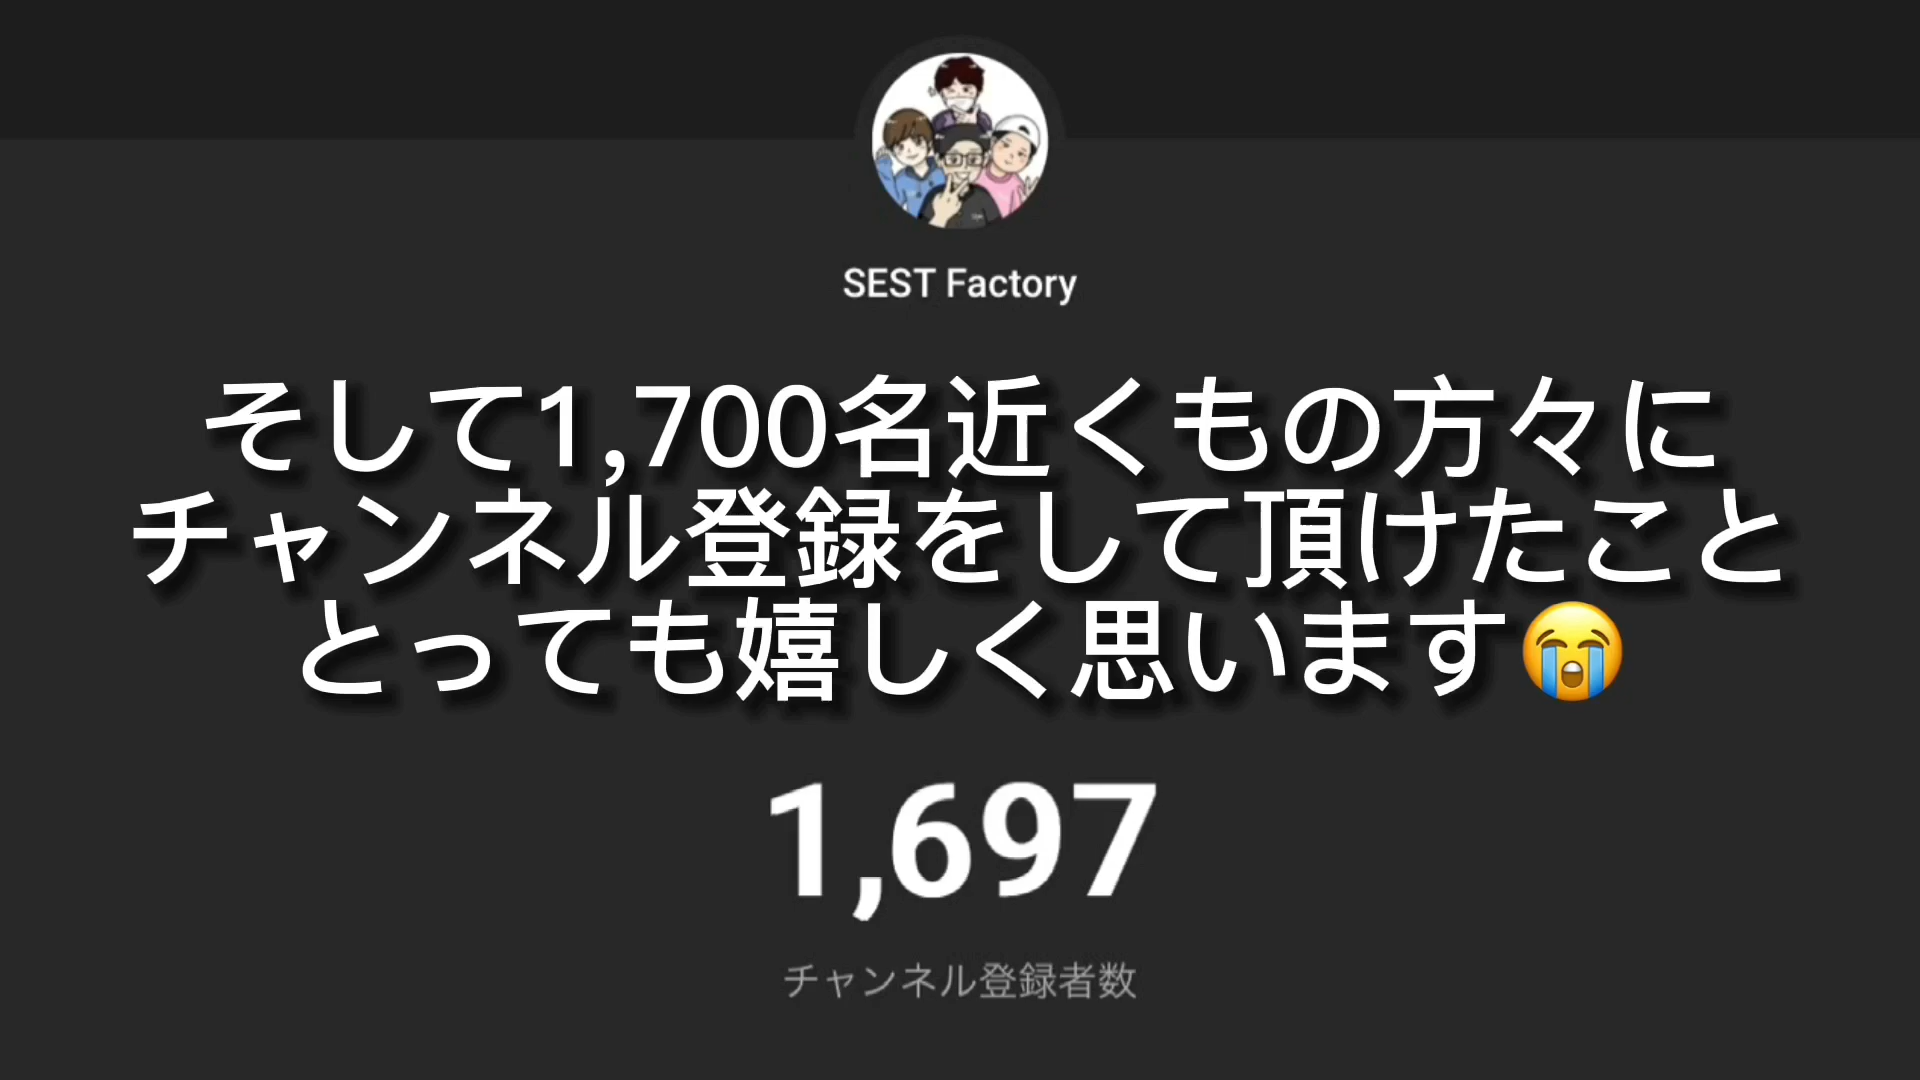 SEST Factory
そして1,700名近くもの方々に
チャンネル登録をして頂けたこと
とっても嬉しく思います😭
1,697
チャンネル登録者数